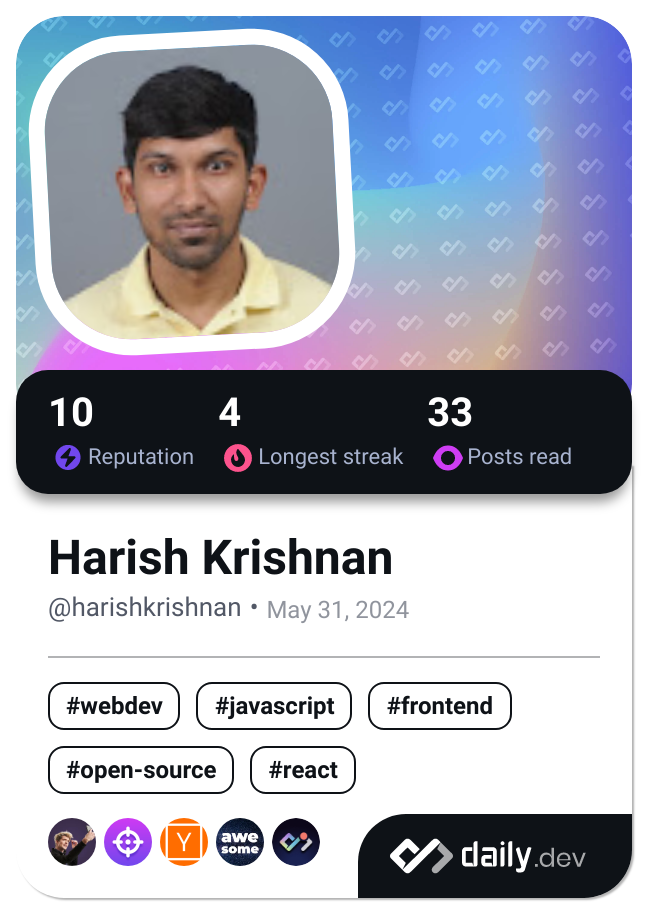 10 4 33
Reputation Longest streak Posts read
Harish Krishnan
@harishkrishnan • May 31, 2024
#webdev #javascript #frontend
#open-source #react
Y awe some daily.dev